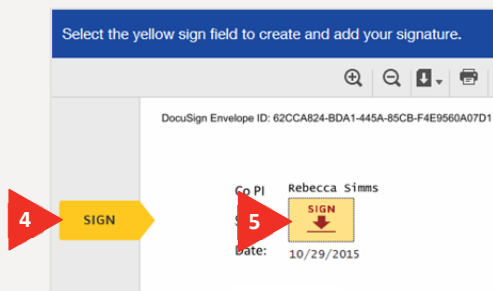 Select the yellow sign field to create and add your signature.
DocuSign Envelope ID: 62CCA824-BDA1-445A-85CB-F4E9560A07D1
Co PI Rebecca Simms
4 SIGN
5 SIGN
Date: 10/29/2015